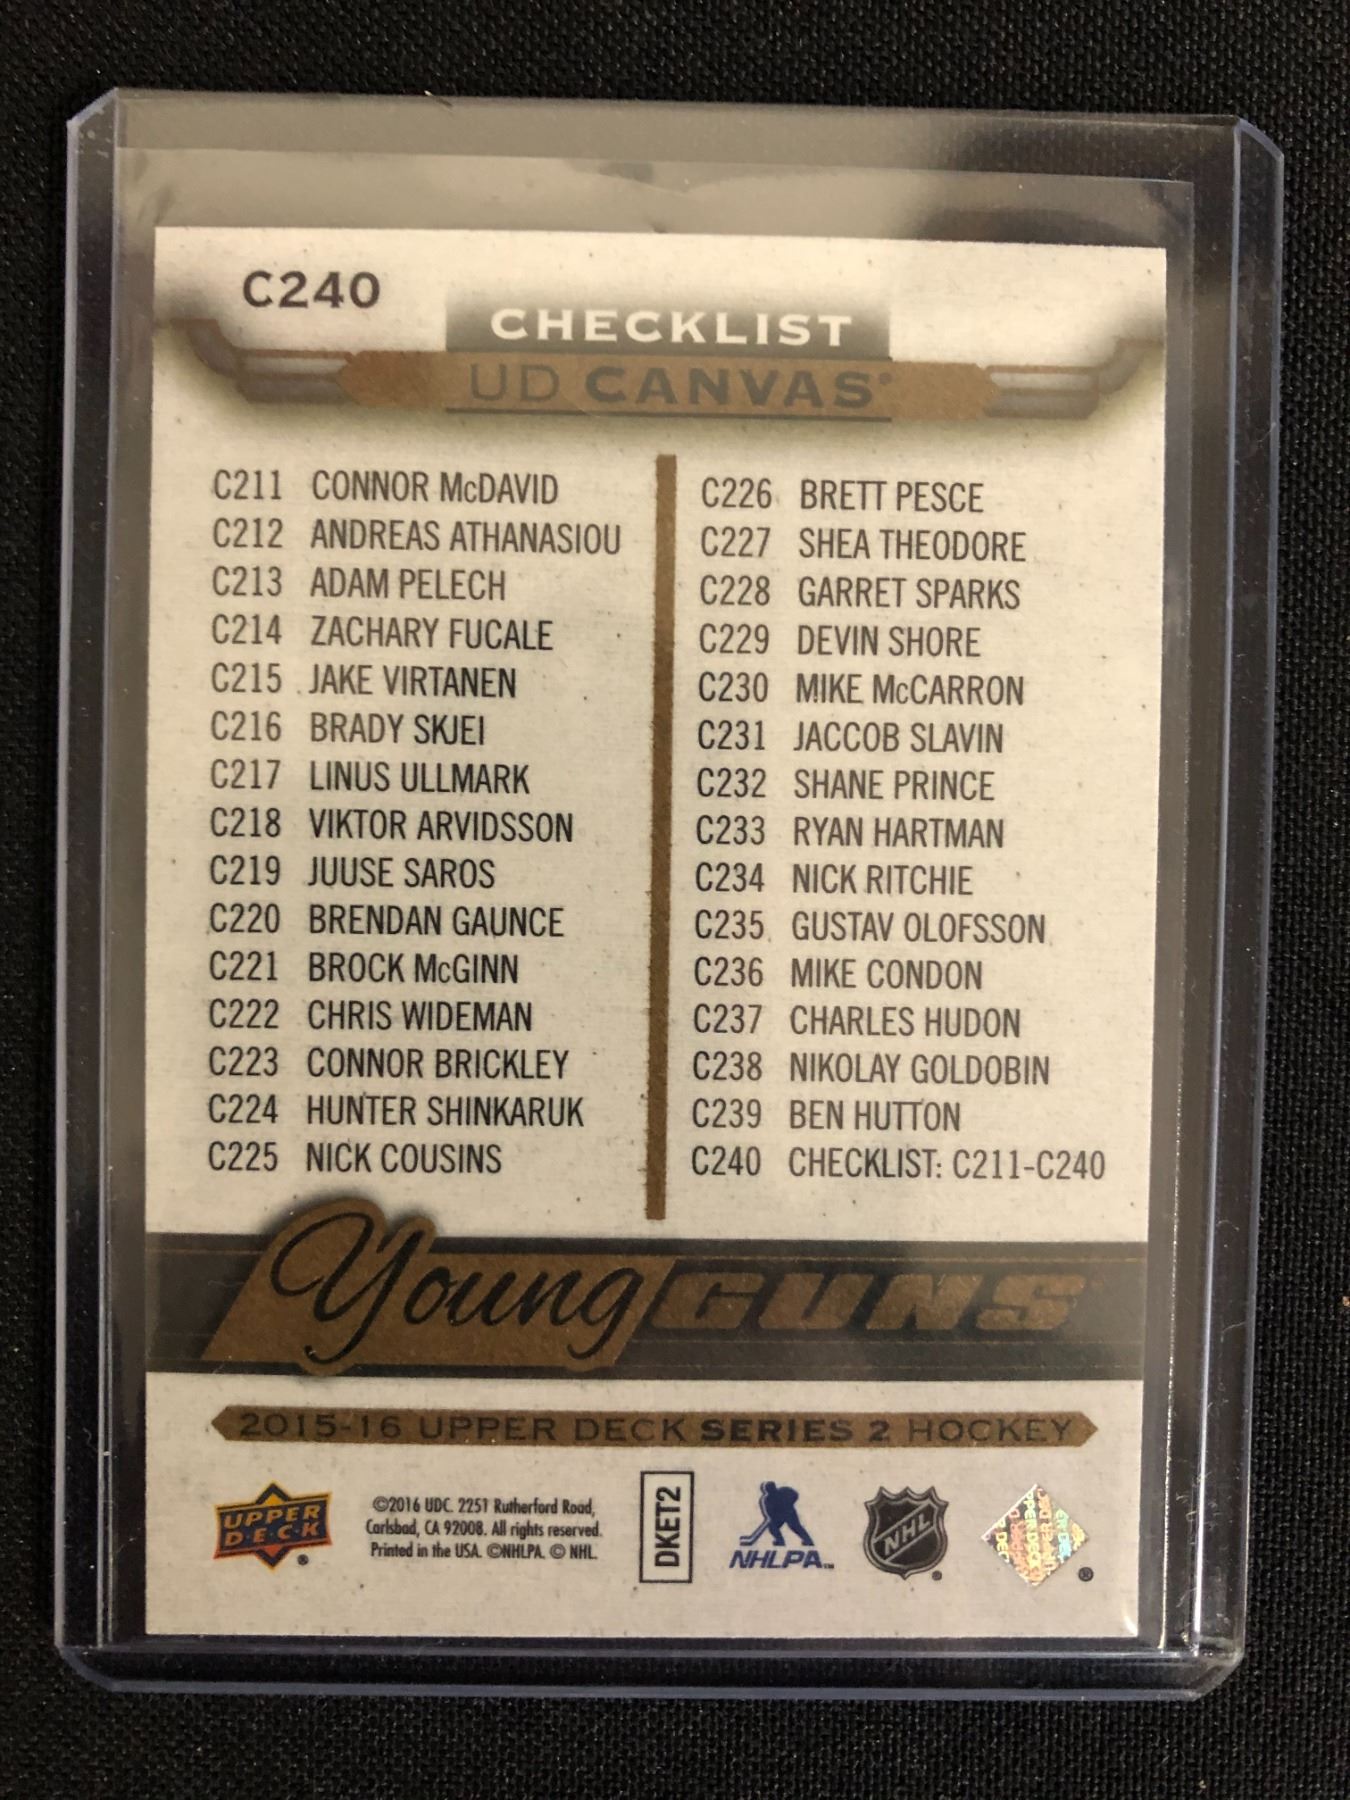 C240
CHECKLIST
UD CANVAS®
C211 CONNOR McDAVID
C212 ANDREAS ATHANASIOU
C213 ADAM PELECH
C214 ZACHARY FUCALE
C215 JAKE VIRTANEN
C216 BRADY SKJEI
C217 LINUS ULLMARK
C218 VIKTOR ARVIDSSON
C219 JUUSE SAROS
C220 BRENDAN GAUNCE
C221 BROCK McGINN
C222 CHRIS WIDEMAN
C223 CONNOR BRICKLEY
C224 HUNTER SHINKARUK
C225 NICK COUSINS
C226 BRETT PESCE
C227 SHEA THEODORE
C228 GARRET SPARKS
C229 DEVIN SHORE
C230 MIKE McCARRON
C231 JACCOB SLAVIN
C232 SHANE PRINCE
C233 RYAN HARTMAN
C234 NICK RITCHIE
C235 GUSTAV OLOFSSON
C236 MIKE CONDON
C237 CHARLES HUDON
C238 NIKOLAY GOLDOBIN
C239 BEN HUTTON
C240 CHECKLIST: C211-C240
Young GUNS
2015-16 UPPER DECK SERIES 2 HOCKEY
UPPER
D·E·C·K ®
©2016 UDC. 2251 Rutherford Road,
Carlsbad, CA 92008. All rights reserved.
Printed in the USA. ©NHLPA. © NHL.
DKET2
NHLPA™
NHL ®
UPPER DEC
®